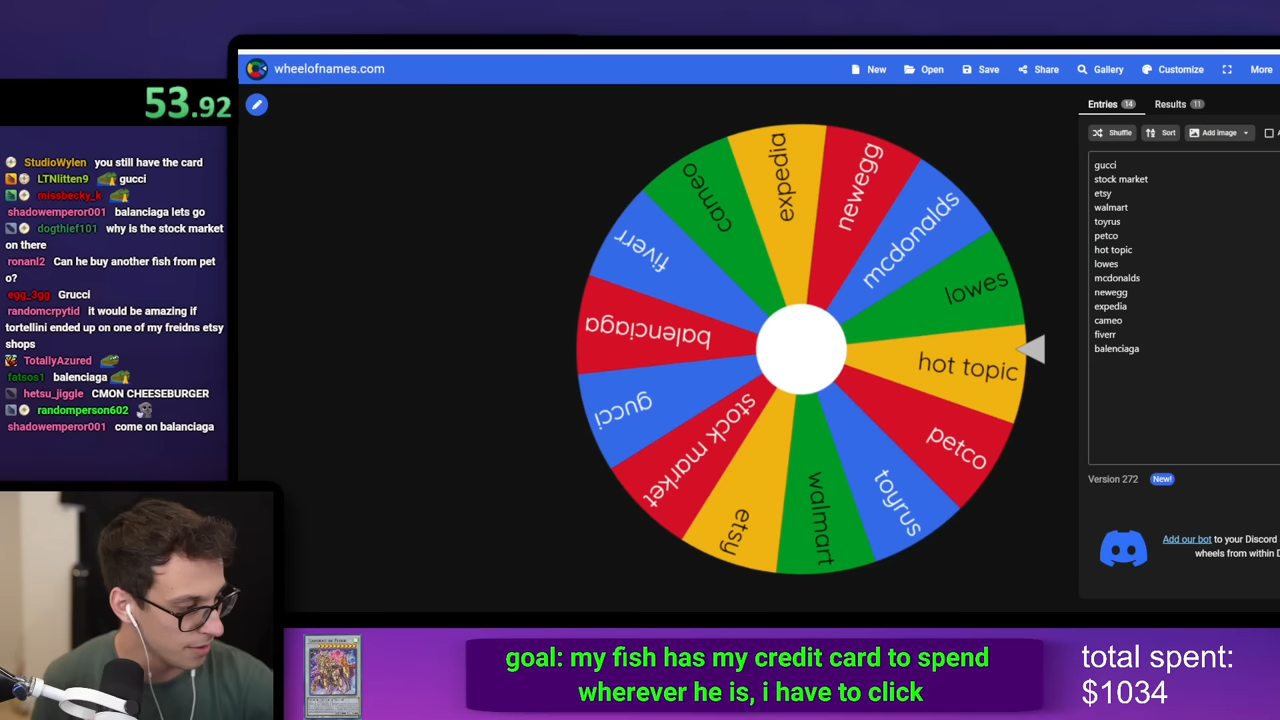 wheelofnames.com
New
Open
Save
Share
Gallery
Customize
More
53.92
StudioWylen you still have the card
LTNlitten9 gucci
missbecky_k
shadowemperor001 balanciaga lets go
dogthief101 why is the stock market
on there
ronanl2 Can he buy another fish from pet
o?
egg_3gg Grucci
randomcrpytid it would be amazing if
tortellini ended up on one of my freidns etsy
shops
TotallyAzured
fatsos1 balenciaga
hetsu_jiggle CMON CHEESEBURGER
randomperson602
shadowemperor001 come on balanciaga
expedia
newegg
mcdonalds
lowes
hot topic
petco
toyrus
walmart
etsy
stock market
gucci
balenciaga
fiverr
cameo
Entries 14
Results 11
Shuffle
Sort
Add image
gucci
stock market
etsy
walmart
toyrus
petco
hot topic
lowes
mcdonalds
newegg
expedia
cameo
fiverr
balenciaga
Version 272 New!
Add our bot to your Discord
wheels from within D
goal: my fish has my credit card to spend
wherever he is, i have to click
total spent:
$1034